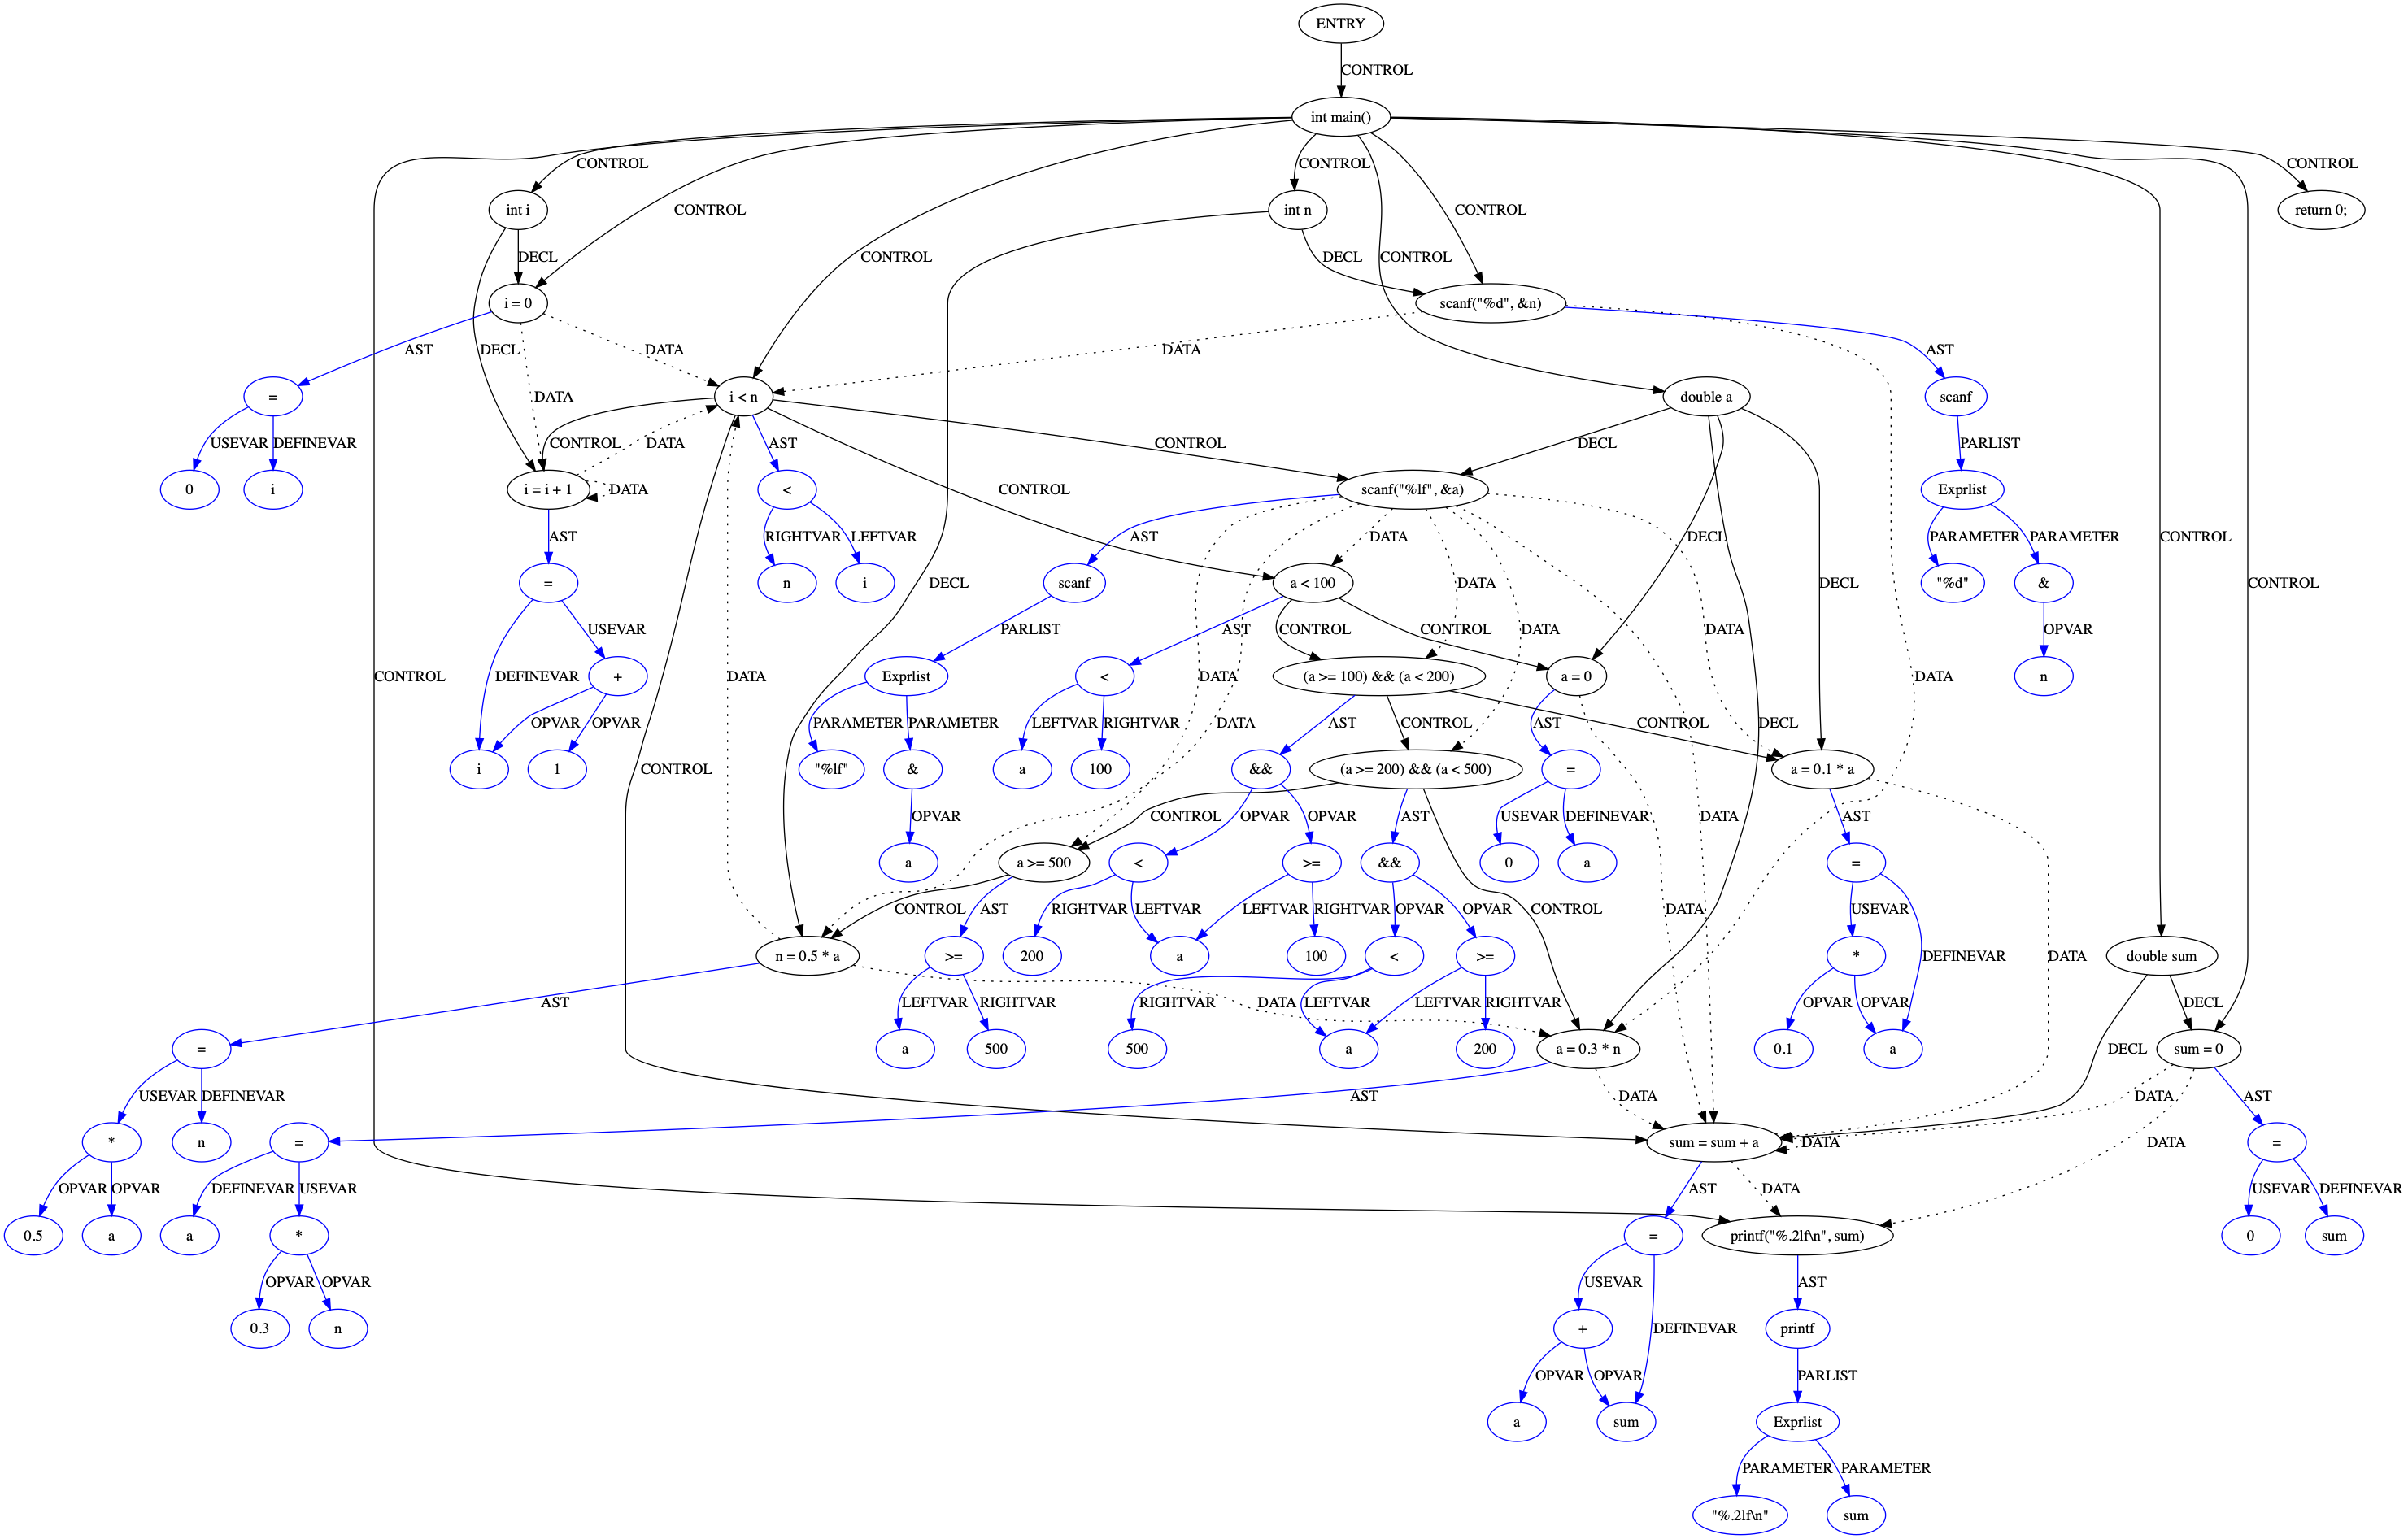 ENTRY
CONTROL
int main()
CONTROL CONTROL CONTROL
int i int n return 0;
CONTROL CONTROL
DECL CONTROL DECL CONTROL
i = 0 scanf("%d", &n)
AST DECL DATA DATA AST
= i < n double a scanf
DATA
USEVAR DEFINEVAR CONTROL DATA AST CONTROL DECL PARLIST
0 i i = i + 1 DATA < CONTROL scanf("%lf", &a) Exprlist
AST RIGHTVAR LEFTVAR AST DATA DECL CONTROL PARAMETER PARAMETER
= n i DECL scanf a < 100 DATA DECL "%d" & CONTROL
USEVAR PARLIST AST CONTROL CONTROL DATA DATA OPVAR
CONTROL DEFINEVAR + DATA Exprlist DATA < (a >= 100) && (a < 200) a = 0 DATA n
OPVAR OPVAR PARAMETER PARAMETER DATA LEFTVAR RIGHTVAR AST CONTROL AST CONTROL DECL
CONTROL i 1 "%lf" & a 100 && (a >= 200) && (a < 500) = a = 0.1 * a
OPVAR CONTROL OPVAR OPVAR AST USEVAR DEFINEVAR DATA AST
a a >= 500 < >= && 0 a =
CONTROL AST RIGHTVAR LEFTVAR LEFTVAR RIGHTVAR OPVAR OPVAR CONTROL DATA USEVAR
n = 0.5 * a >= 200 a 100 < >= * DEFINEVAR DATA double sum
AST LEFTVAR RIGHTVAR DATA RIGHTVAR LEFTVAR LEFTVAR RIGHTVAR OPVAR OPVAR DECL
= a 500 500 a 200 a = 0.3 * n 0.1 a DECL sum = 0
USEVAR DEFINEVAR AST DATA DATA AST
* n = sum = sum + a DATA =
OPVAR OPVAR DEFINEVAR USEVAR AST DATA DATA USEVAR DEFINEVAR
0.5 a a * = printf("%.2lf\n", sum) 0 sum
OPVAR OPVAR USEVAR AST
0.3 n + DEFINEVAR printf
OPVAR OPVAR PARLIST
a sum Exprlist
PARAMETER PARAMETER
"%.2lf\n" sum